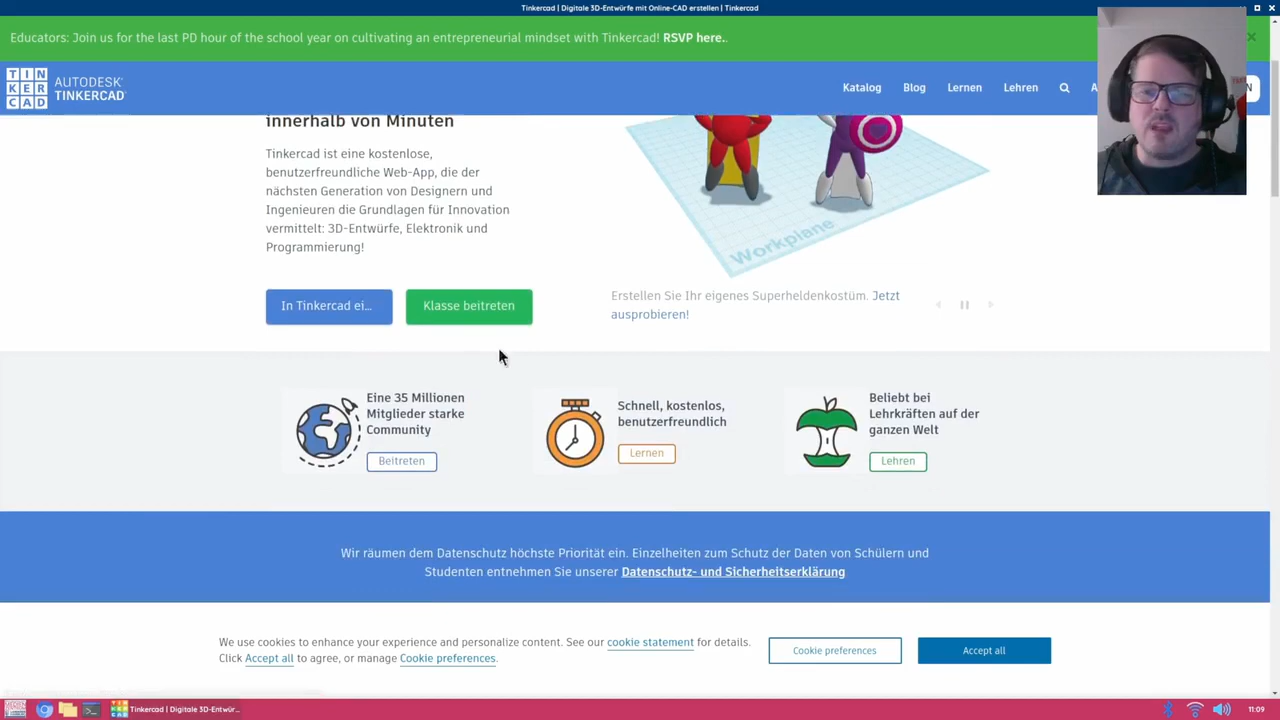 Tinkercad | Digitale 3D-Entwürfe mit Online-CAD erstellen | Tinkercad
Educators: Join us for the last PD hour of the school year on cultivating an entrepreneurial mindset with Tinkercad! RSVP here..
TIN
KER
CAD
AUTODESK
TINKERCAD
Katalog
Blog
Lernen
Lehren
A
N
innerhalb von Minuten
Tinkercad ist eine kostenlose,
benutzerfreundliche Web-App, die der
nächsten Generation von Designern und
Ingenieuren die Grundlagen für Innovation
vermittelt: 3D-Entwürfe, Elektronik und
Programmierung!
In Tinkercad ei...
Klasse beitreten
Workplane
Erstellen Sie Ihr eigenes Superheldenkostüm. Jetzt
ausprobieren!
Eine 35 Millionen
Mitglieder starke
Community
Beitreten
Schnell, kostenlos,
benutzerfreundlich
Lernen
Beliebt bei
Lehrkräften auf der
ganzen Welt
Lehren
Wir räumen dem Datenschutz höchste Priorität ein. Einzelheiten zum Schutz der Daten von Schülern und
Studenten entnehmen Sie unserer Datenschutz- und Sicherheitserklärung
We use cookies to enhance your experience and personalize content. See our cookie statement for details.
Click Accept all to agree, or manage Cookie preferences.
Cookie preferences
Accept all
Tinkercad | Digitale 3D-Entwür...
11:09